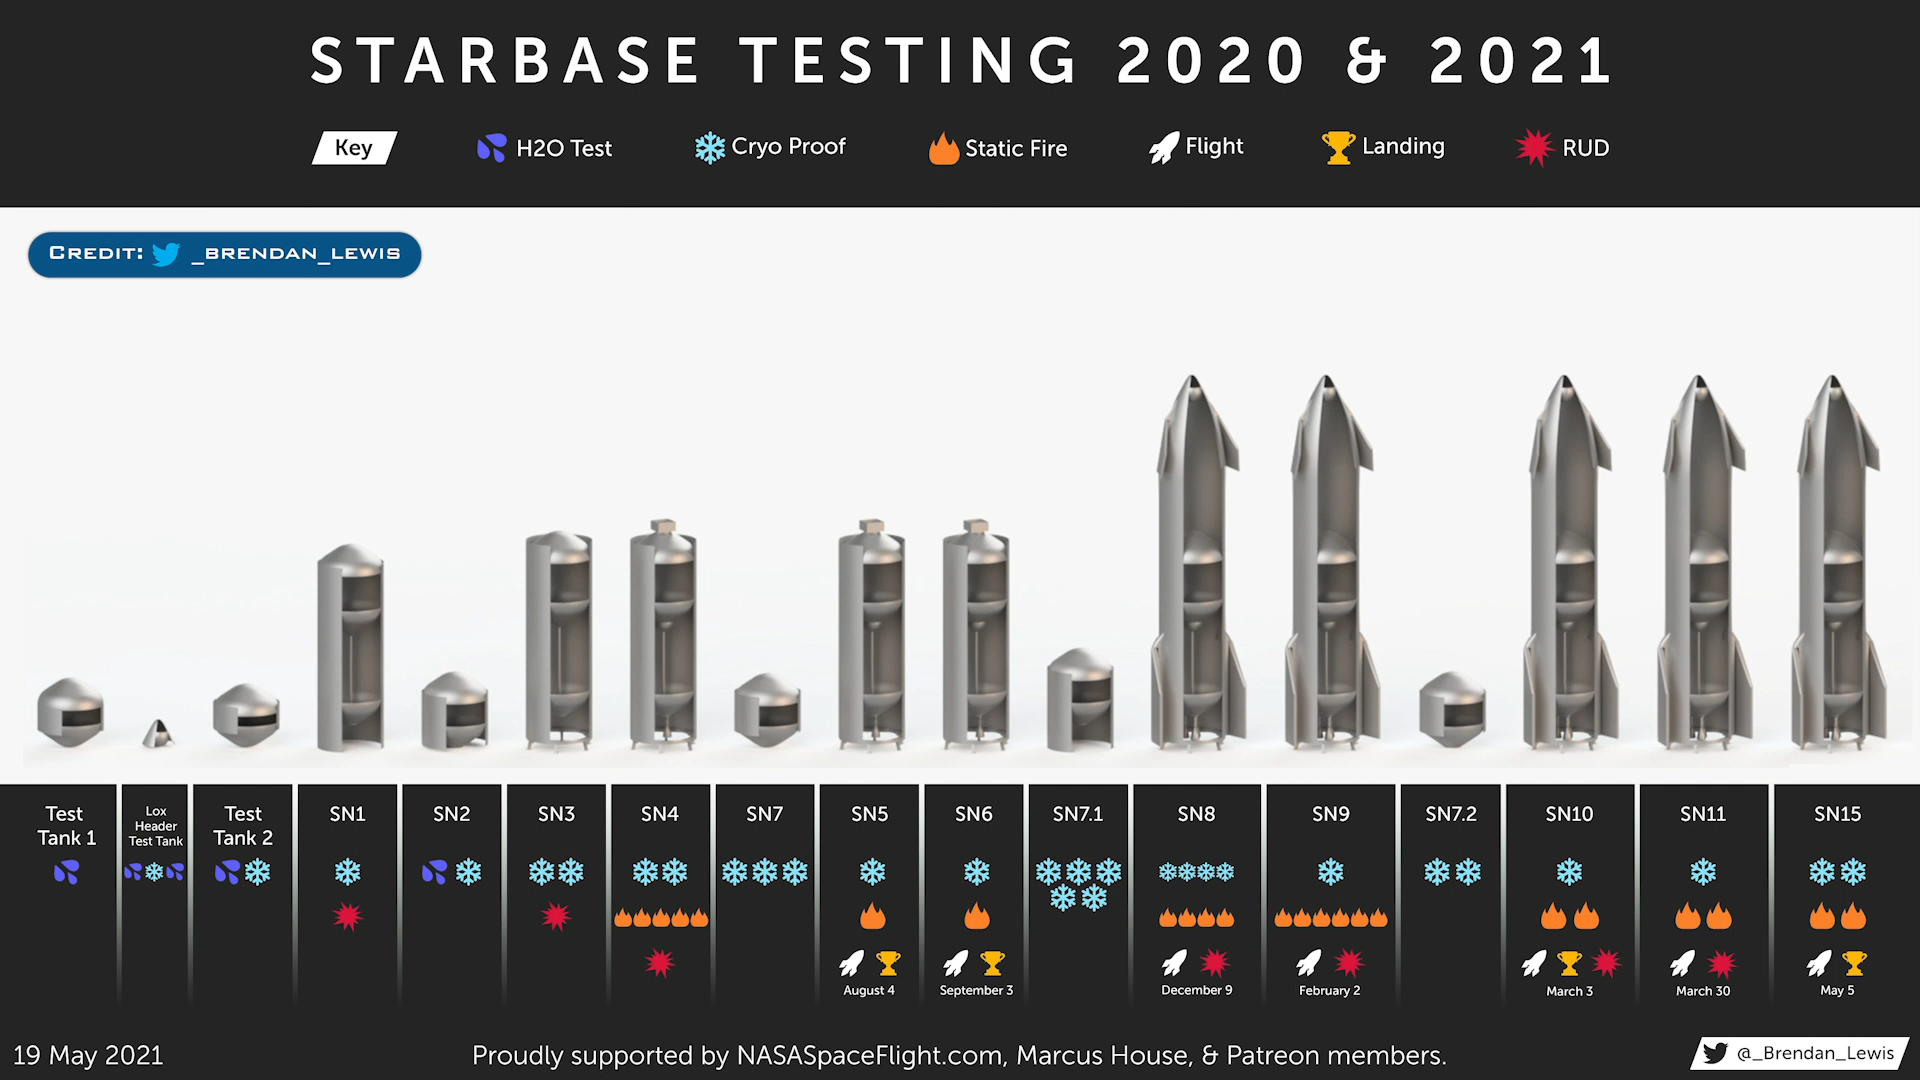 STARBASE TESTING 2020 & 2021
Key
H2O Test
Cryo Proof
Static Fire
Flight
Landing
RUD
CREDIT: _BRENDAN_LEWIS
Test
Tank 1
Lox
Header
Test Tank
Test
Tank 2
SN1
SN2
SN3
SN4
SN7
SN5
August 4
SN6
September 3
SN7.1
SN8
December 9
SN9
February 2
SN7.2
SN10
March 3
SN11
March 30
SN15
May 5
19 May 2021
Proudly supported by NASASpaceFlight.com, Marcus House, & Patreon members.
@_Brendan_Lewis